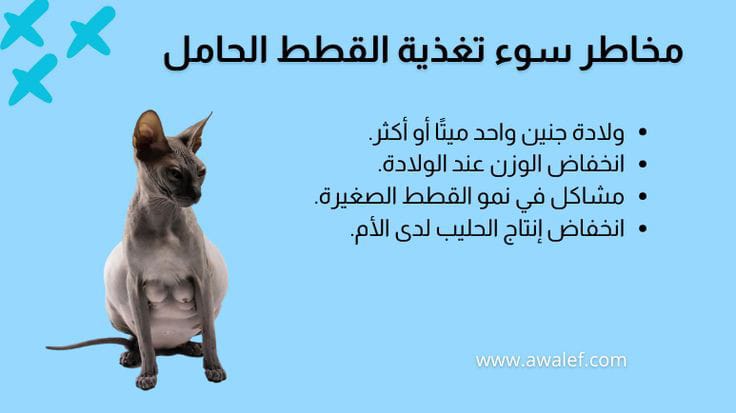 مخاطر سوء تغذية القطط الحامل
• ولادة جنين واحد ميتًا أو أكثر.
• انخفاض الوزن عند الولادة.
• مشاكل في نمو القطط الصغيرة.
• انخفاض إنتاج الحليب لدى الأم.
www.awalef.com